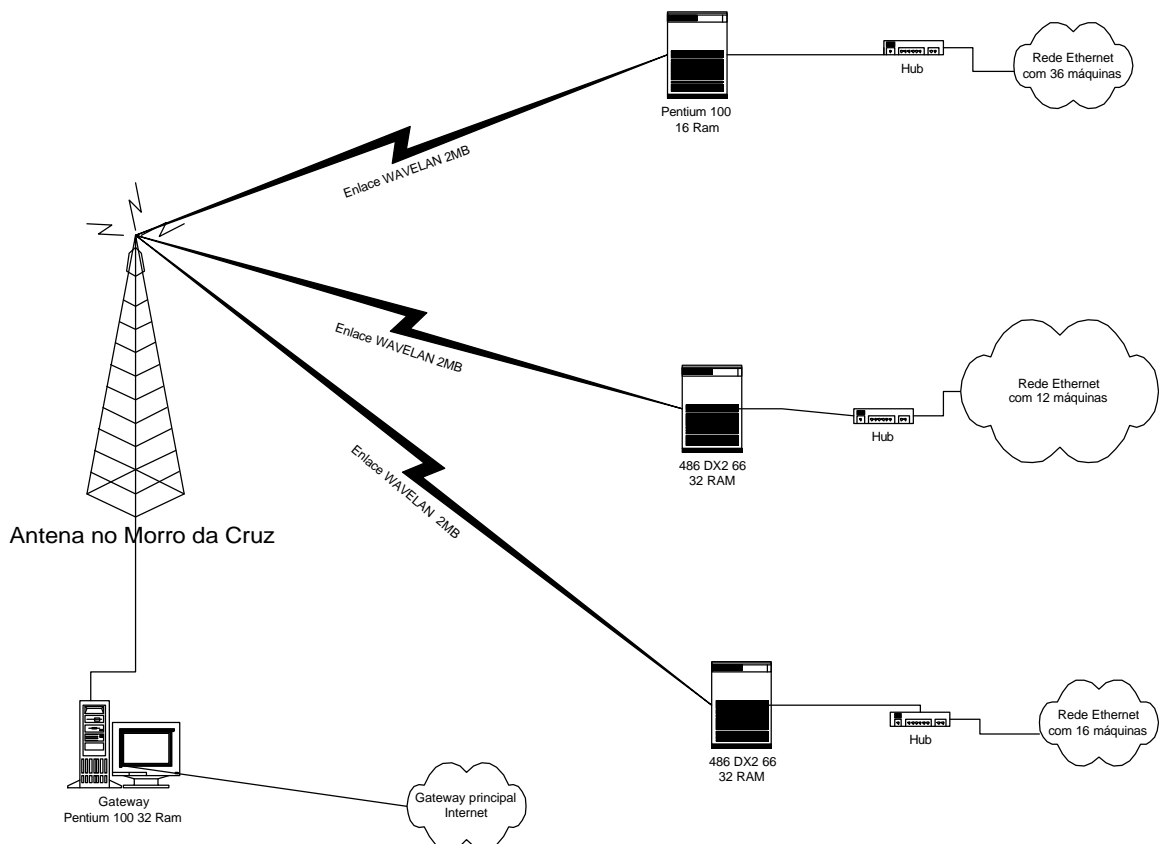 Pentium 100
16 Ram
Hub
Rede Ethernet
com 36 máquinas
Enlace WAVELAN 2MB
Enlace WAVELAN 2MB
486 DX2 66
32 RAM
Hub
Rede Ethernet
com 12 máquinas
Enlace WAVELAN  2MB
Antena no Morro da Cruz
486 DX2 66
32 RAM
Hub
Rede Ethernet
com 16 máquinas
Gateway
Pentium 100 32 Ram
Gateway principal
Internet